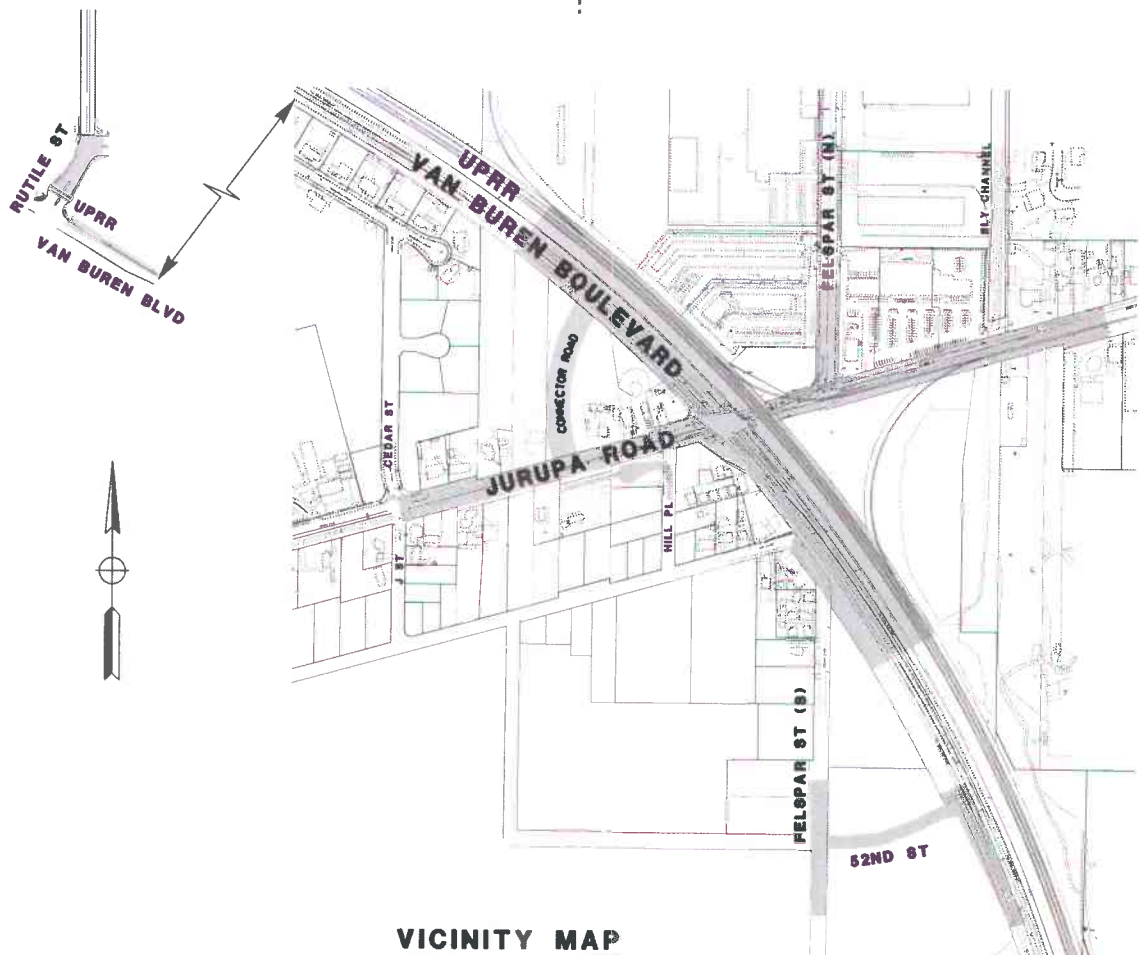 RUTILE ST
UPRR
VAN BUREN BLVD
UPRR
VAN BUREN BOULEVARD
FELSPAR ST (N)
SLY CHANNEL
CONNECTOR ROAD
CEDAR ST
JURUPA ROAD
HILL PL
J ST
FELSPAR ST (S)
52ND ST
VICINITY MAP